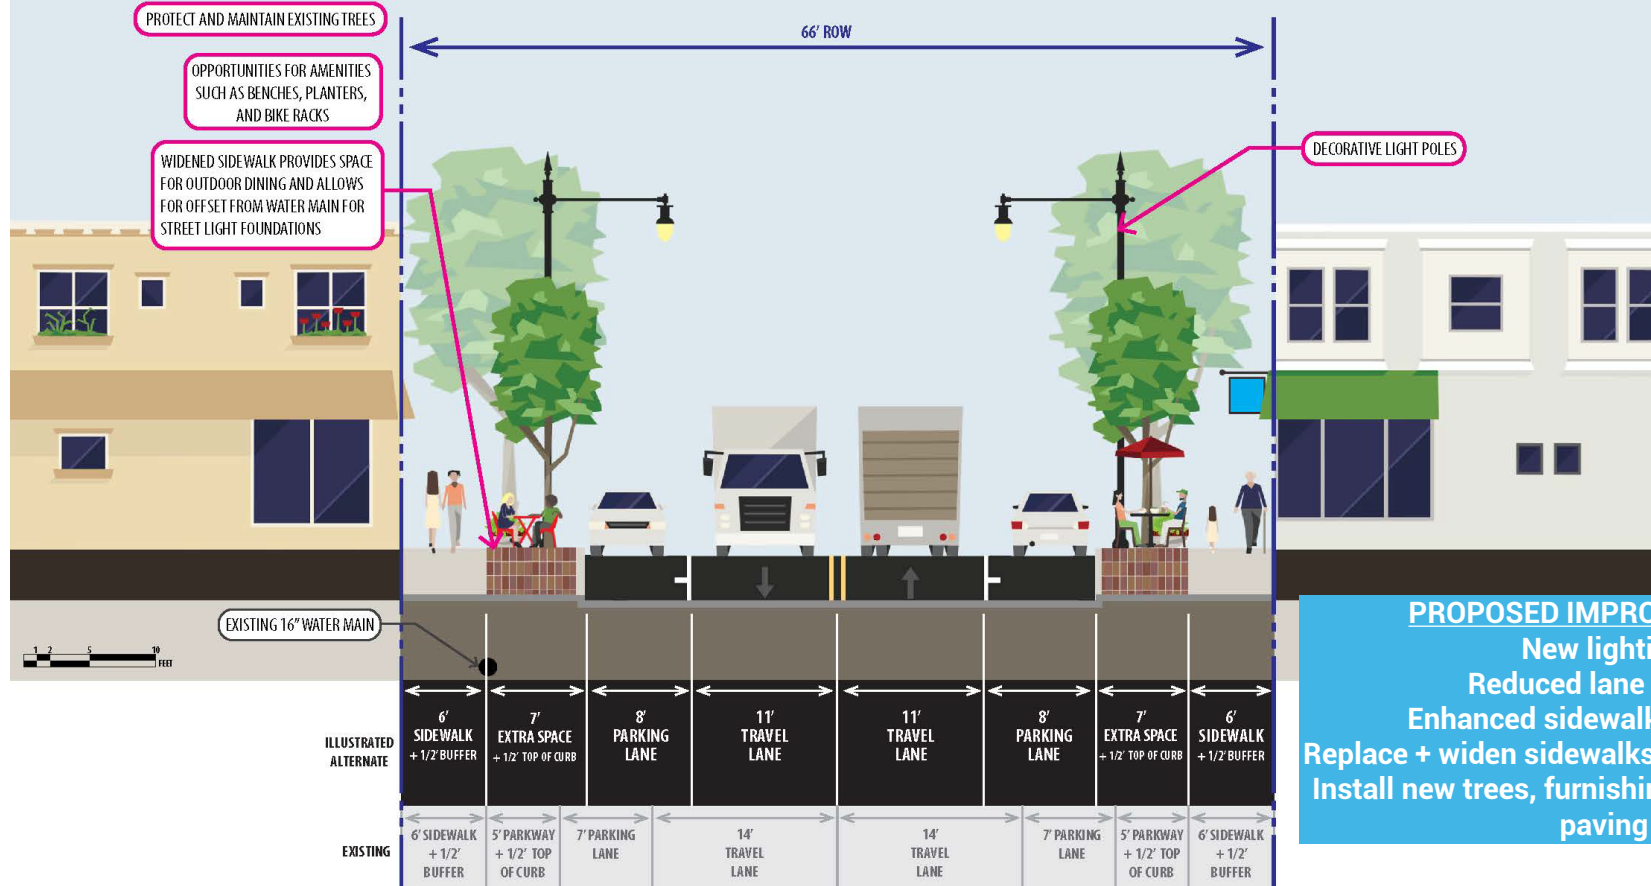 PROTECT AND MAINTAIN EXISTING TREES
OPPORTUNITIES FOR AMENITIES
SUCH AS BENCHES, PLANTERS,
AND BIKE RACKS
WIDENED SIDEWALK PROVIDES SPACE
FOR OUTDOOR DINING AND ALLOWS
FOR OFFSET FROM WATER MAIN FOR
STREET LIGHT FOUNDATIONS
66' ROW
DECORATIVE LIGHT POLES
EXISTING 16" WATER MAIN
1 2 5 10
FEET
ILLUSTRATED
ALTERNATE
6'
SIDEWALK
+ 1/2' BUFFER
7'
EXTRA SPACE
+ 1/2' TOP OF CURB
8'
PARKING
LANE
11'
TRAVEL
LANE
11'
TRAVEL
LANE
8'
PARKING
LANE
7'
EXTRA SPACE
+ 1/2' TOP OF CURB
6'
SIDEWALK
+ 1/2' BUFFER
EXISTING
6' SIDEWALK
+ 1/2'
BUFFER
5' PARKWAY
+ 1/2' TOP
OF CURB
7' PARKING
LANE
14'
TRAVEL
LANE
14'
TRAVEL
LANE
7' PARKING
LANE
5' PARKWAY
+ 1/2' TOP
OF CURB
6' SIDEWALK
+ 1/2'
BUFFER
PROPOSED
New
Reduced lane
Enhanced
Replace + widen sidewalks
Install new trees,
paving